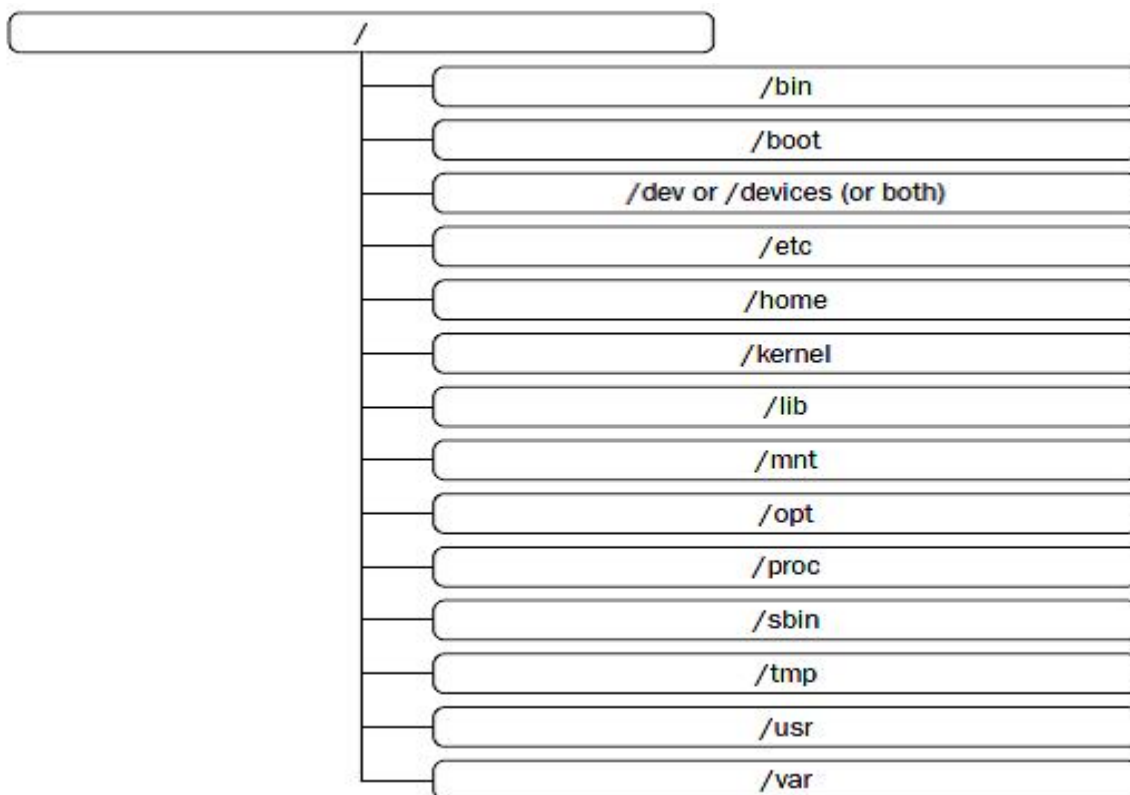 /
/bin
/boot
/dev or /devices (or both)
/etc
/home
/kernel
/lib
/mnt
/opt
/proc
/sbin
/tmp
/usr
/var